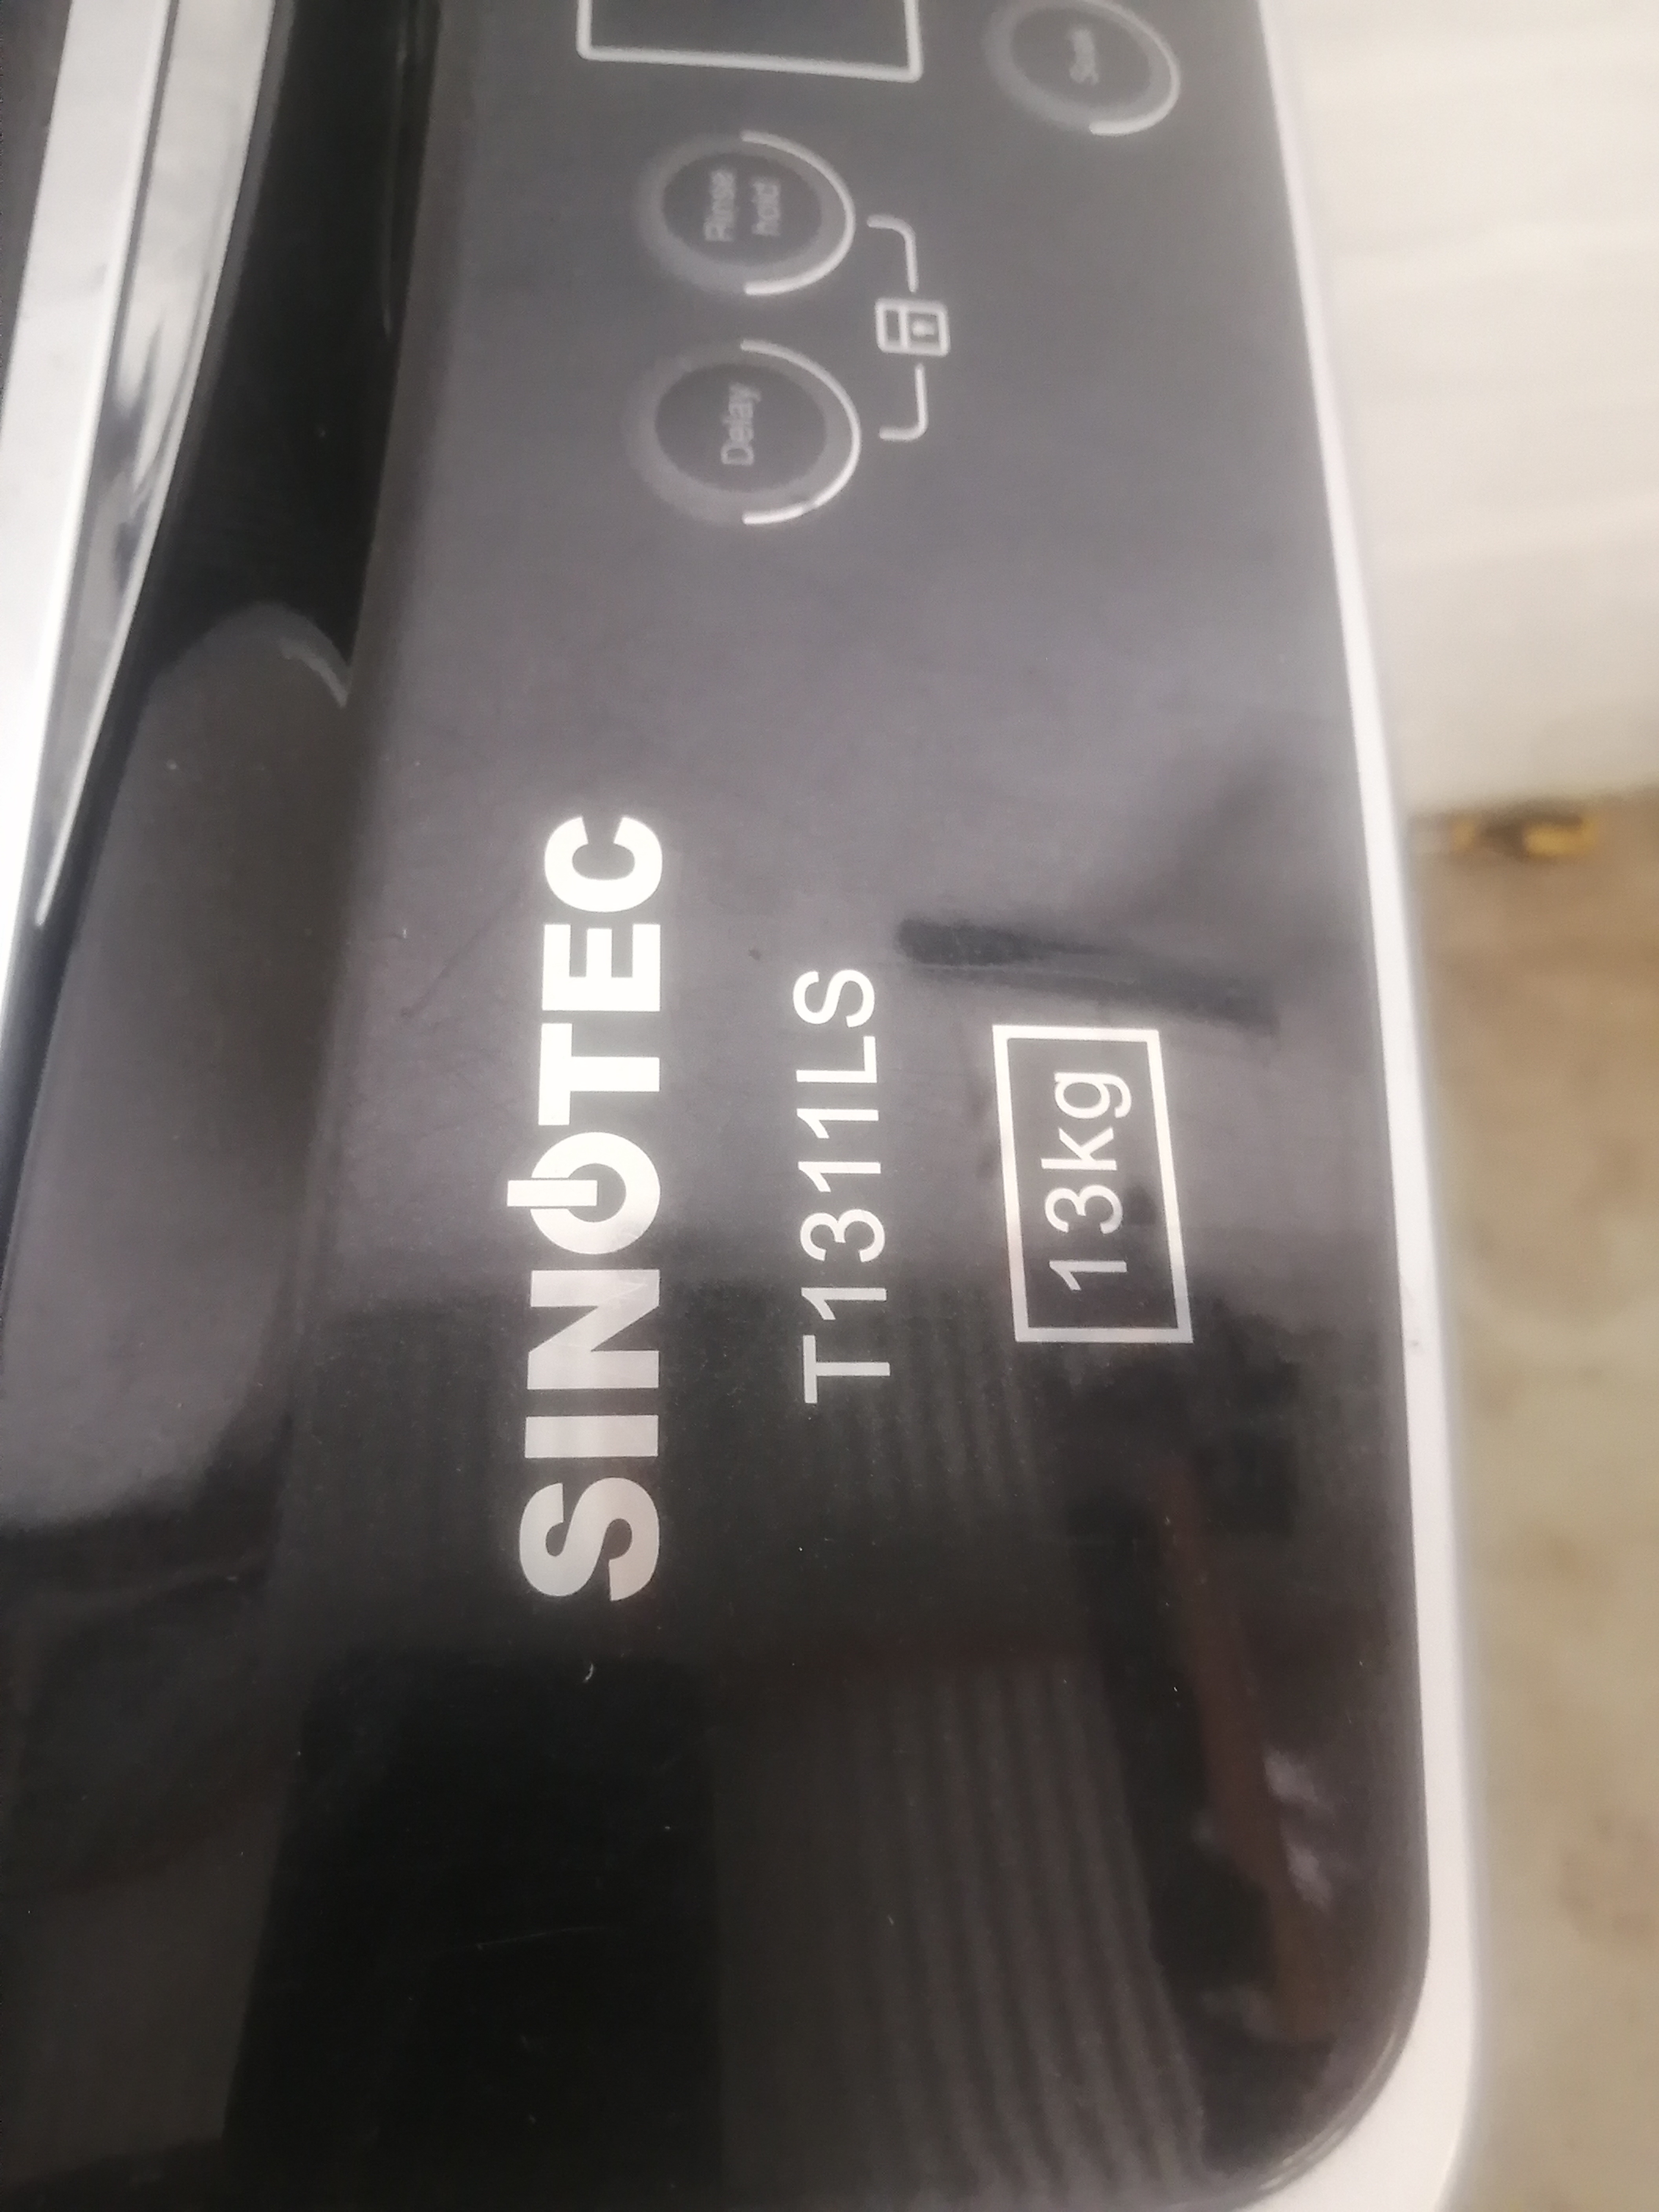 SINOTEC
T1311LS
13kg
Delay
Rinse
hold